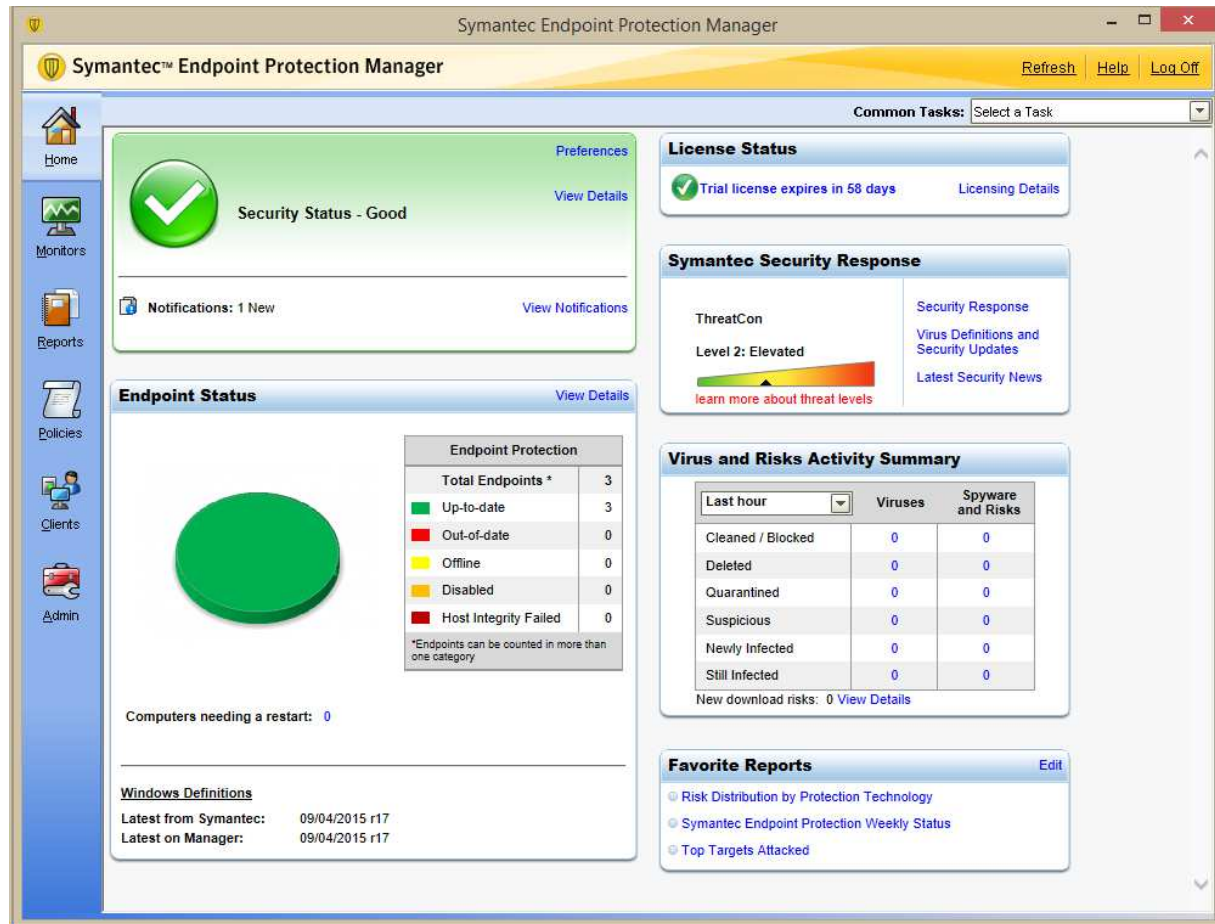 Symantec Endpoint Protection Manager
Symantec™ Endpoint Protection Manager
Refresh Help Log Off
Common Tasks: Select a Task
Home
Monitors
Reports
Policies
Clients
Admin
Preferences
View Details
Security Status - Good
Notifications: 1 New View Notifications
Endpoint Status View Details
Endpoint Protection
Total Endpoints * 3
Up-to-date 3
Out-of-date 0
Offline 0
Disabled 0
Host Integrity Failed 0
*Endpoints can be counted in more than
one category
Computers needing a restart: 0
Windows Definitions
Latest from Symantec: 09/04/2015 r17
Latest on Manager: 09/04/2015 r17
License Status
Trial license expires in 58 days Licensing Details
Symantec Security Response
ThreatCon
Level 2: Elevated
learn more about threat levels
Security Response
Virus Definitions and
Security Updates
Latest Security News
Virus and Risks Activity Summary
Last hour Viruses Spyware
and Risks
Cleaned / Blocked 0 0
Deleted 0 0
Quarantined 0 0
Suspicious 0 0
Newly Infected 0 0
Still Infected 0 0
New download risks: 0 View Details
Favorite Reports Edit
Risk Distribution by Protection Technology
Symantec Endpoint Protection Weekly Status
Top Targets Attacked